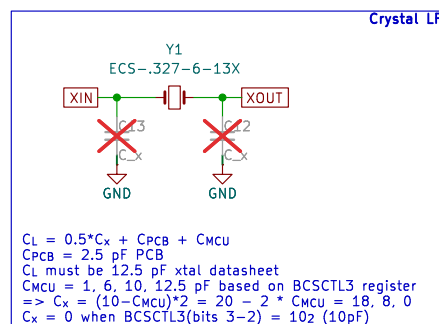 Crystal LF
Y1
ECS-.327-6-13X
XIN
XOUT
C13
C12
C_x
C_x
GND
GND
CL = 0.5*Cx + CPCB + CMCU
CPCB = 2.5 pF PCB
CL must be 12.5 pF xtal datasheet
CMCU = 1, 6, 10, 12.5 pF based on BCSCTL3 register
=> Cx = (10-CMCU)*2 = 20 - 2 * CMCU = 18, 8, 0
Cx = 0 when BCSCTL3(bits 3-2) = 102 (10pF)